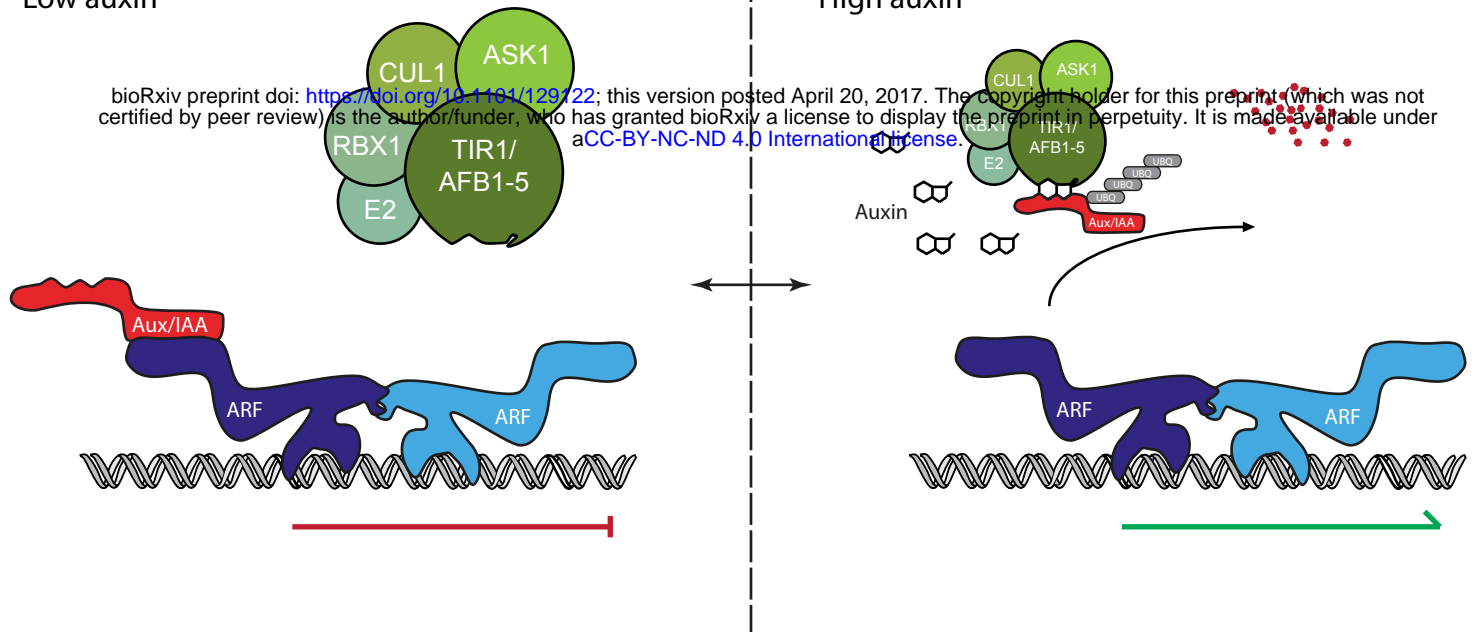 Low auxin
High auxin
ASK1
CUL1
RBX1
TIR1/
AFB1-5
E2
bioRxiv preprint doi: https://doi.org/10.1101/129122; this version posted April 20, 2017. The copyright holder for this preprint (which was not
certified by peer review) is the author/funder, who has granted bioRxiv a license to display the preprint in perpetuity. It is made available under
aCC-BY-NC-ND 4.0 International license.
Aux/IAA
ARF
ARF
ASK1
CUL1
RBX1
TIR1/
AFB1-5
E2
UBQ
UBQ
UBQ
UBQ
Auxin
Aux/IAA
ARF
ARF